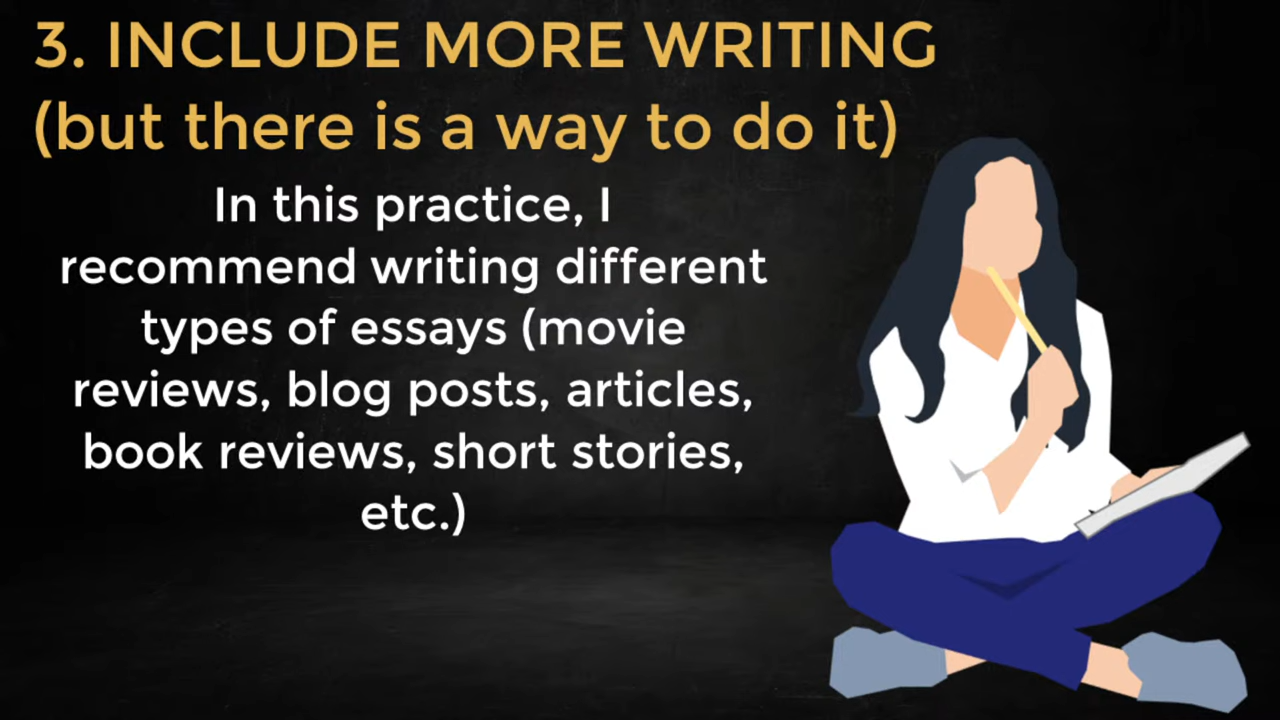 3. INCLUDE MORE WRITING
(but there is a way to do it)
In this practice, I
recommend writing different
types of essays (movie
reviews, blog posts, articles,
book reviews, short stories,
etc.)